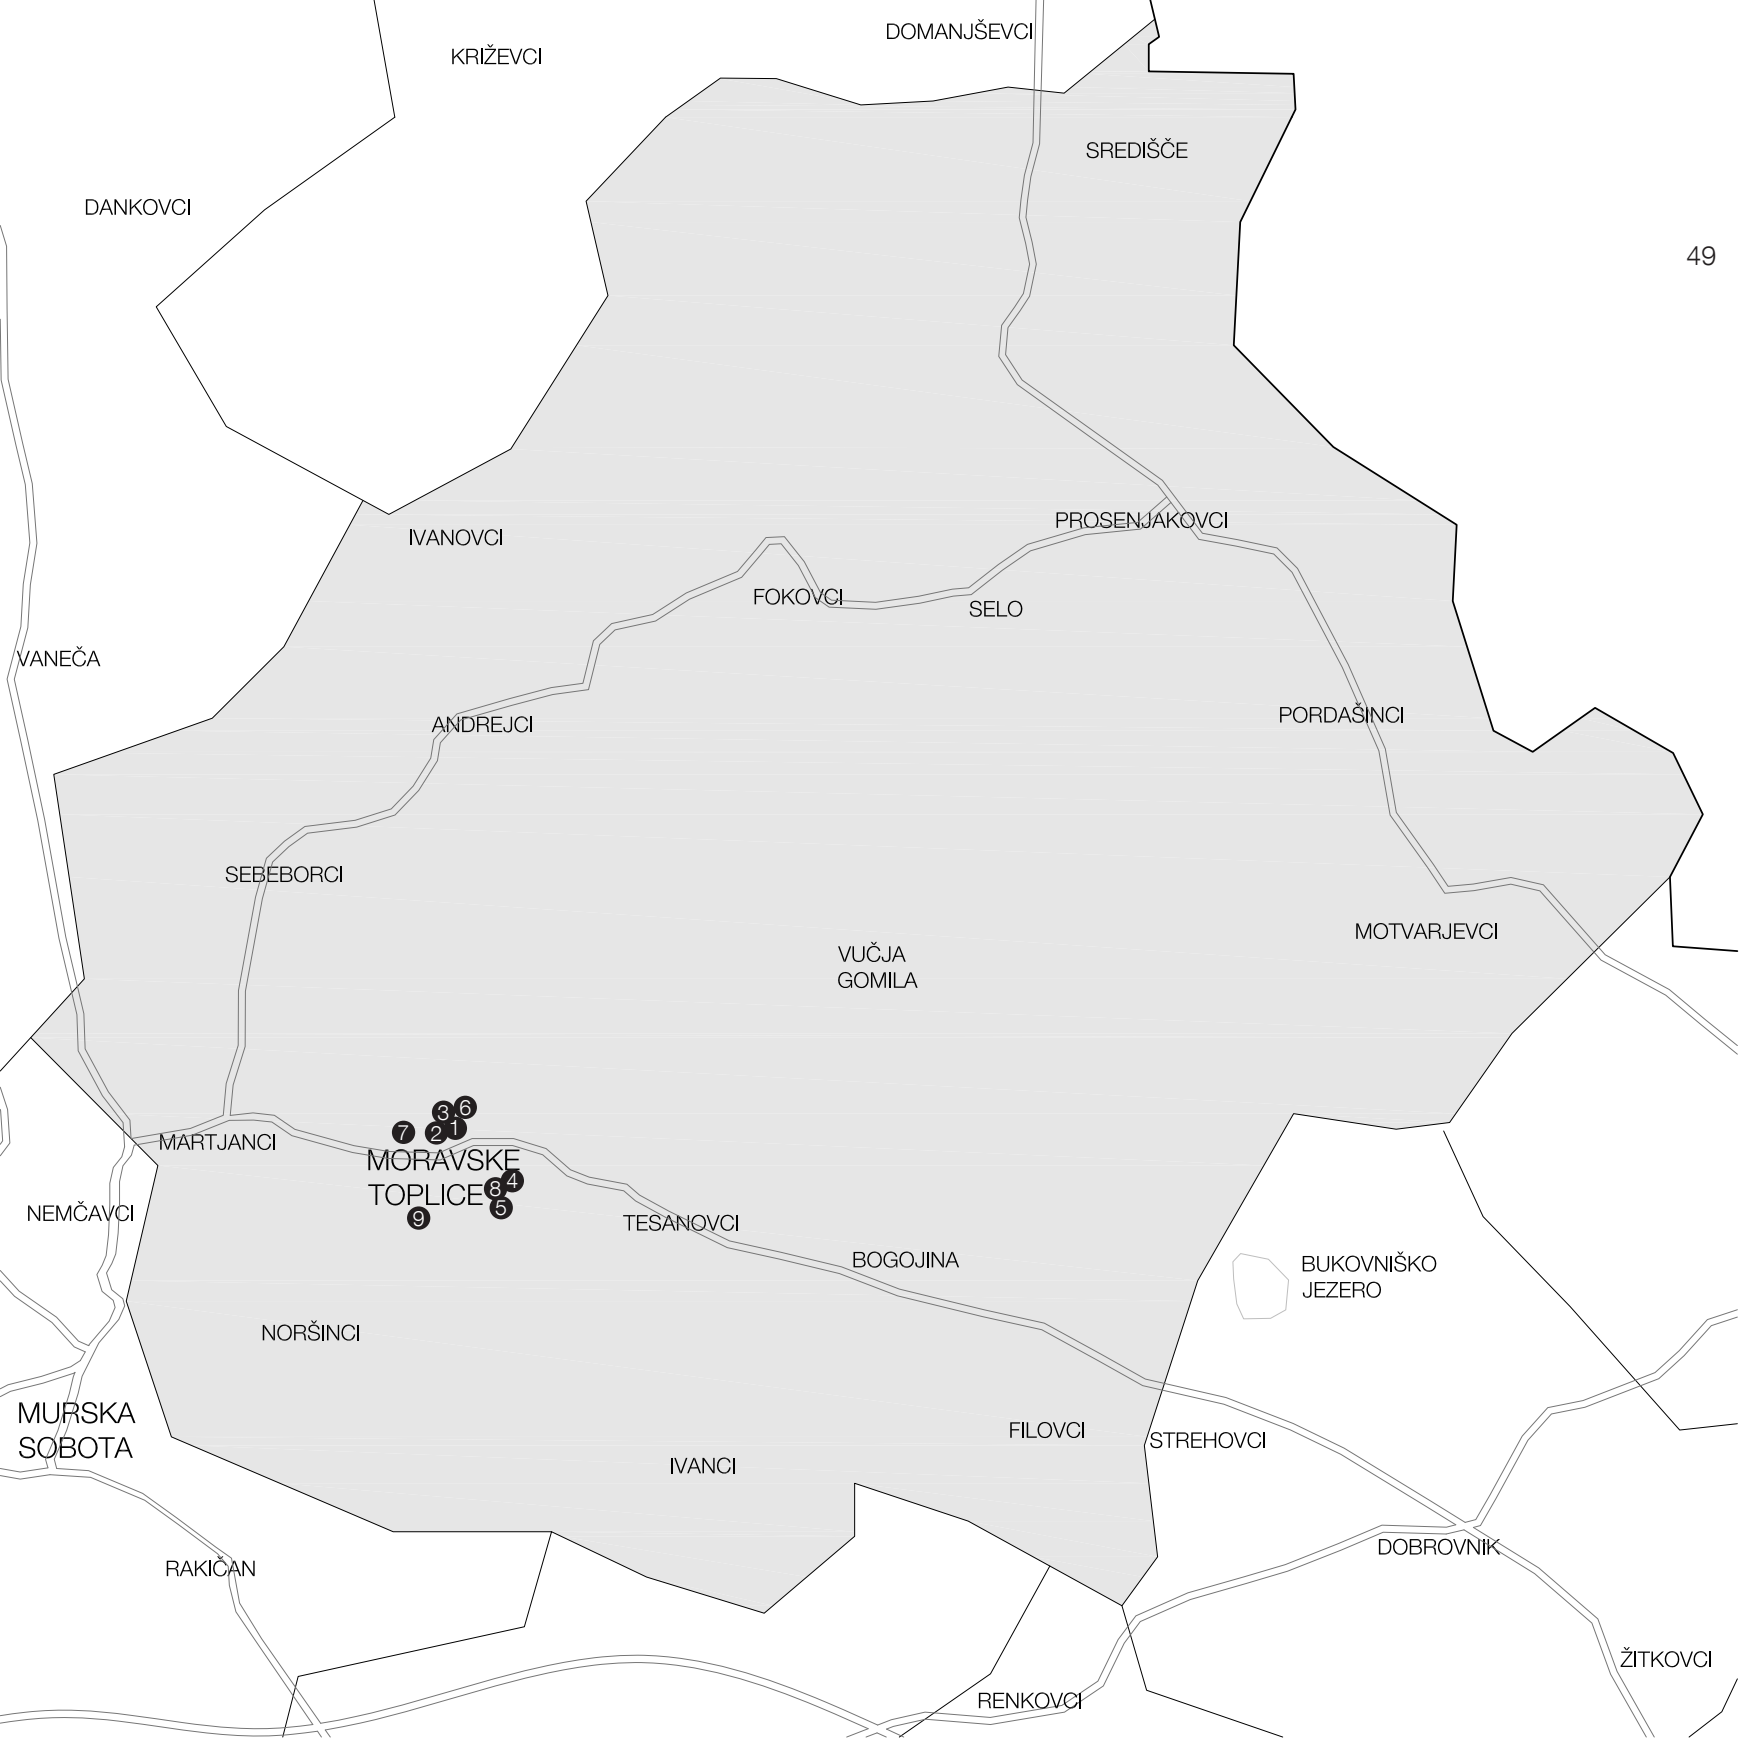 DOMANJŠEVCI
KRIŽEVCI
SREDIŠČE
DANKOVCI
49
PROSENJAKOVCI
IVANOVCI
FOKOVCI
SELO
VANEČA
PORDAŠINCI
ANDREJCI
SEBEBORCI
MOTVARJEVCI
VUČJA
GOMILA
6
3
1
2
7
MARTJANCI
MORAVSKE
TOPLICE
4
8
5
9
NEMČAVCI
TESANOVCI
BOGOJINA
BUKOVNIŠKO
JEZERO
NORŠINCI
MURSKA
SOBOTA
FILOVCI
STREHOVCI
IVANCI
DOBROVNIK
RAKIČAN
ŽITKOVCI
RENKOVCI